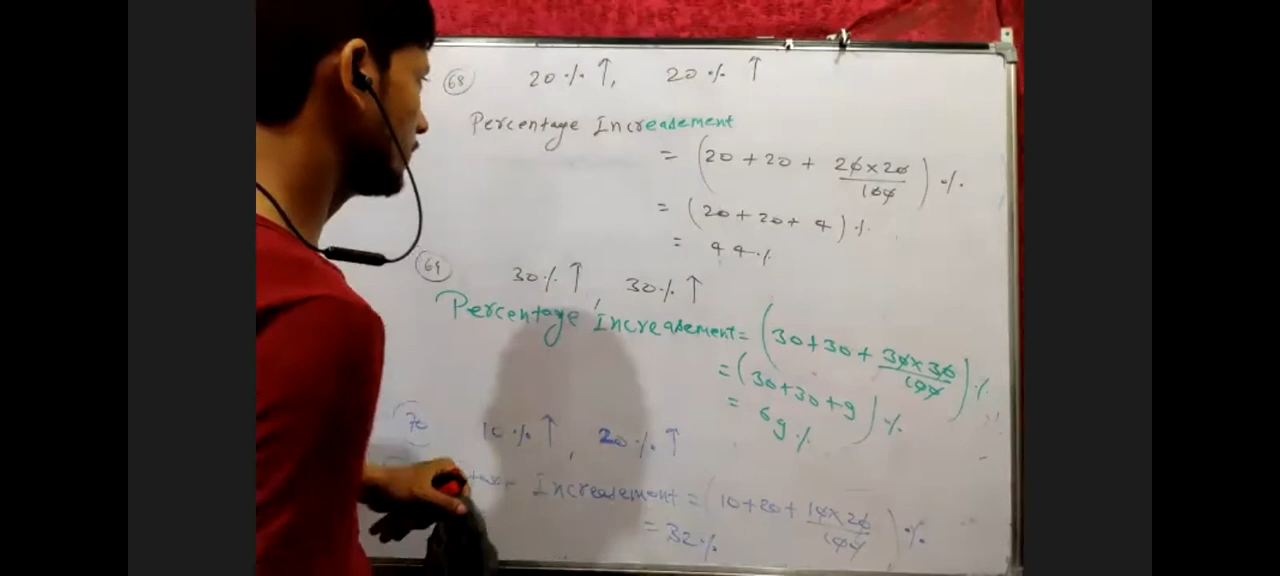 68 20% ↑, 20% ↑
Percentage Increadement
= (20 + 20 + 20×20/100) %
= (20 + 20 + 4) %
= 44%
69 30% ↑, 30% ↑
Percentage Increadement = (30+30 + 30×30/100) %
= (30+30+9) %
= 69%
70 10% ↑, 20% ↑
Increadement = (10+20+ 10×20/100) %
= 32%